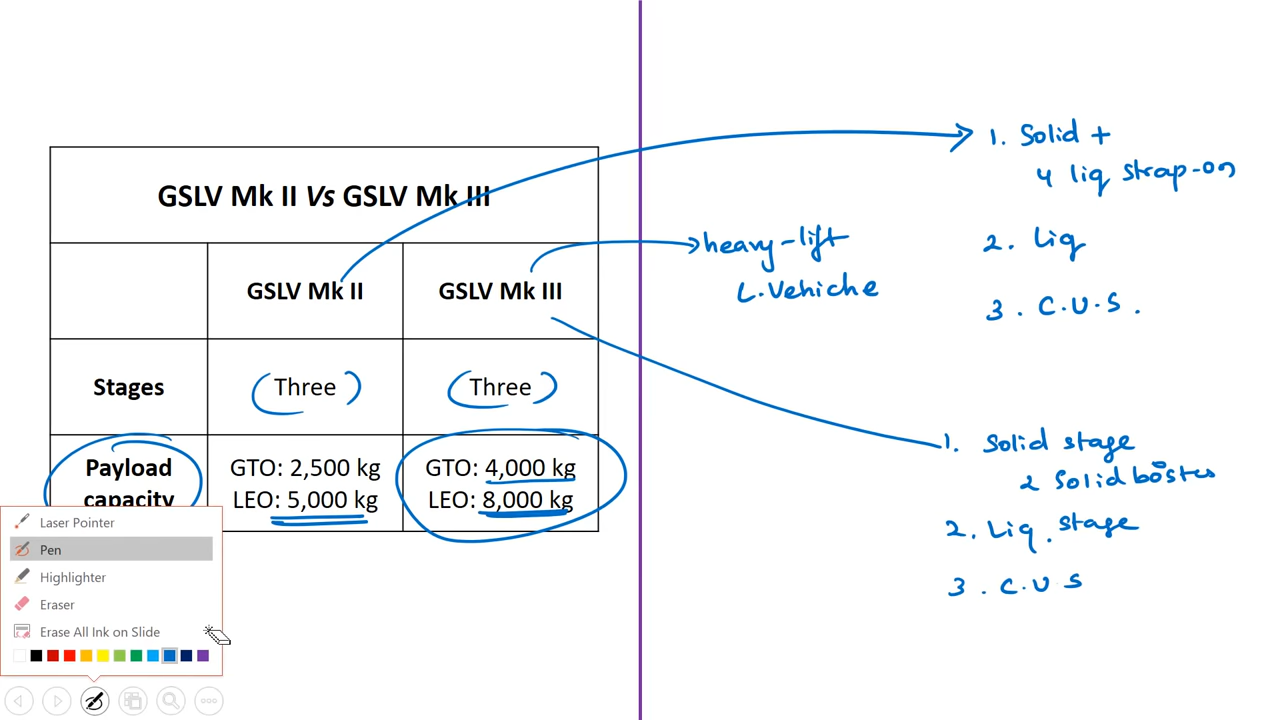 GSLV Mk II Vs GSLV Mk III
GSLV Mk II
GSLV Mk III
Stages
Three
Three
Payload
capacity
GTO: 2,500 kg
LEO: 5,000 kg
GTO: 4,000 kg
LEO: 8,000 kg
heavy-lift
L.Vehiche
1. Solid +
4 liq strap-on
2. Liq
3. C.U.S.
1. Solid stage
2 Solid boster
2. Liq. stage
3. C.U.S
Laser Pointer
Pen
Highlighter
Eraser
Erase All Ink on Slide